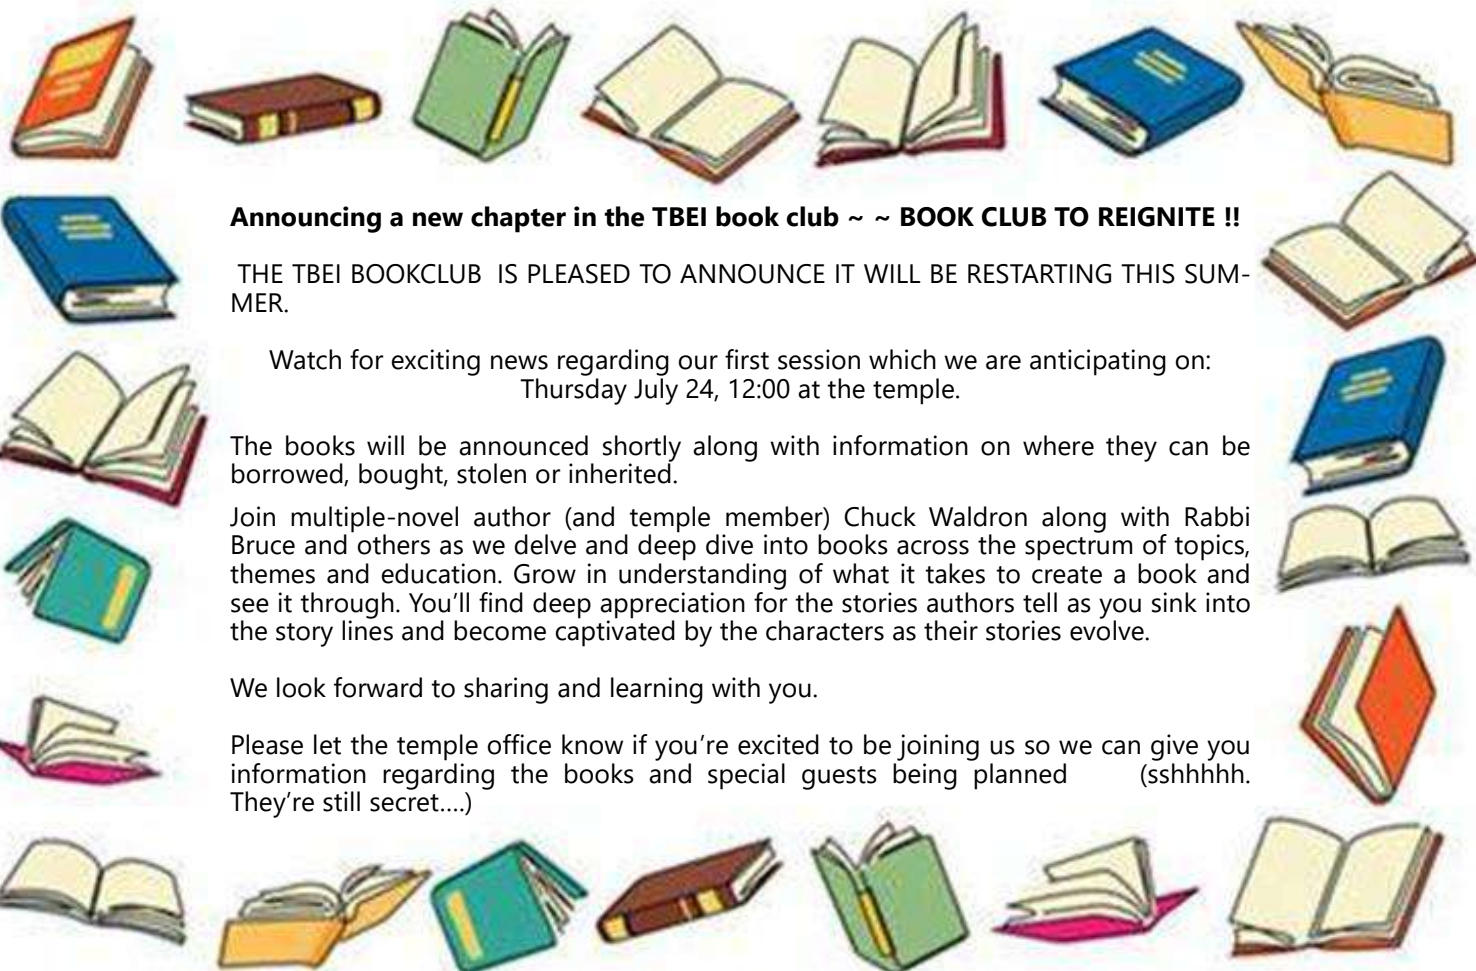 Announcing a new chapter in the TBEI book club ~ ~ BOOK CLUB TO REIGNITE !!
THE TBEI BOOKCLUB IS PLEASED TO ANNOUNCE IT WILL BE RESTARTING THIS SUM-
MER.
Watch for exciting news regarding our first session which we are anticipating on:
Thursday July 24, 12:00 at the temple.
The books will be announced shortly along with information on where they can be
borrowed, bought, stolen or inherited.
Join multiple-novel author (and temple member) Chuck Waldron along with Rabbi
Bruce and others as we delve and deep dive into books across the spectrum of topics,
themes and education. Grow in understanding of what it takes to create a book and
see it through. You’ll find deep appreciation for the stories authors tell as you sink into
the story lines and become captivated by the characters as their stories evolve.
We look forward to sharing and learning with you.
Please let the temple office know if you’re excited to be joining us so we can give you
information regarding the books and special guests being planned (sshhhhh.
They’re still secret....)